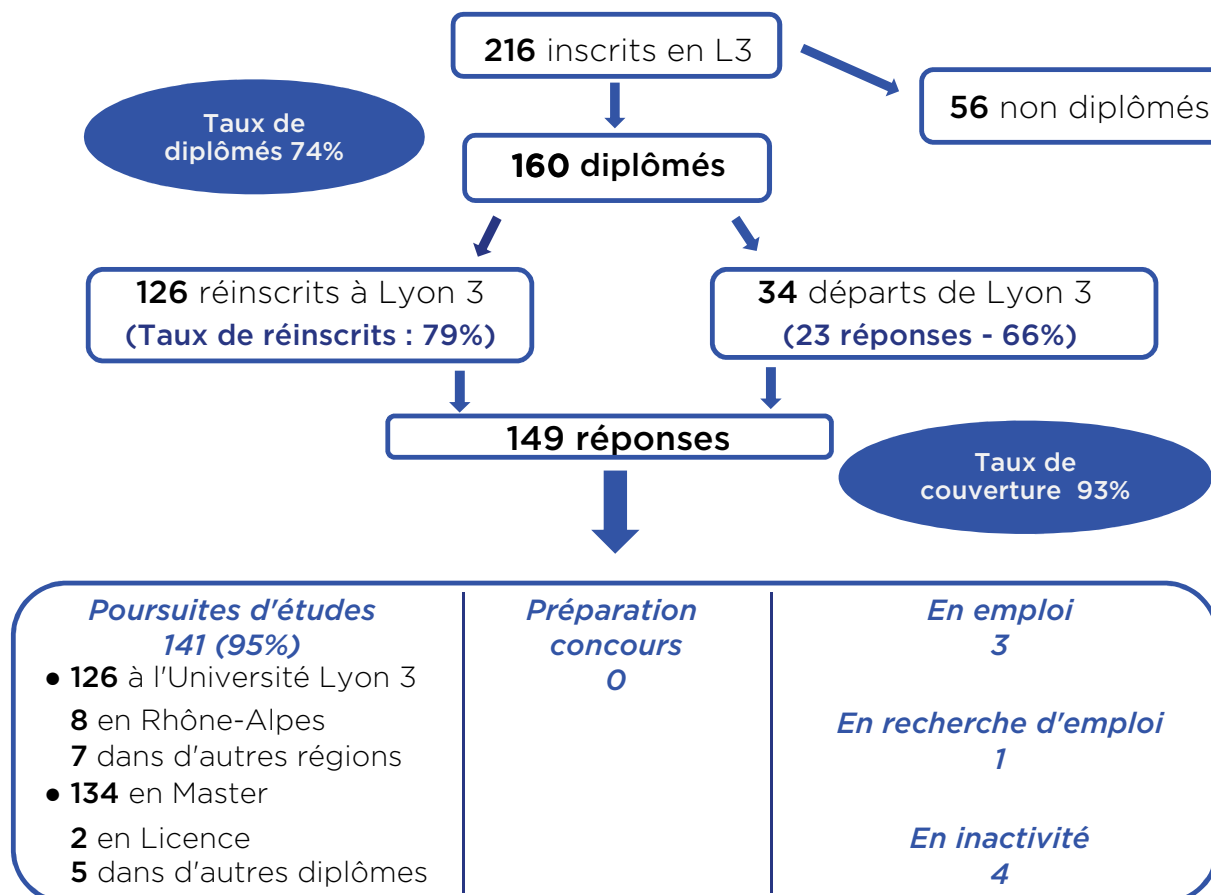 216 inscrits en L3
56 non diplômés
Taux de
diplômés 74%
160 diplômés
126 réinscrits à Lyon 3
(Taux de réinscrits : 79%)
34 départs de Lyon 3
(23 réponses - 66%)
149 réponses
Taux de
couverture 93%
Poursuites d'études
141 (95%)
● 126 à l'Université Lyon 3
8 en Rhône-Alpes
7 dans d'autres régions
● 134 en Master
2 en Licence
5 dans d'autres diplômes
Préparation
concours
0
En emploi
3
En recherche d'emploi
1
En inactivité
4